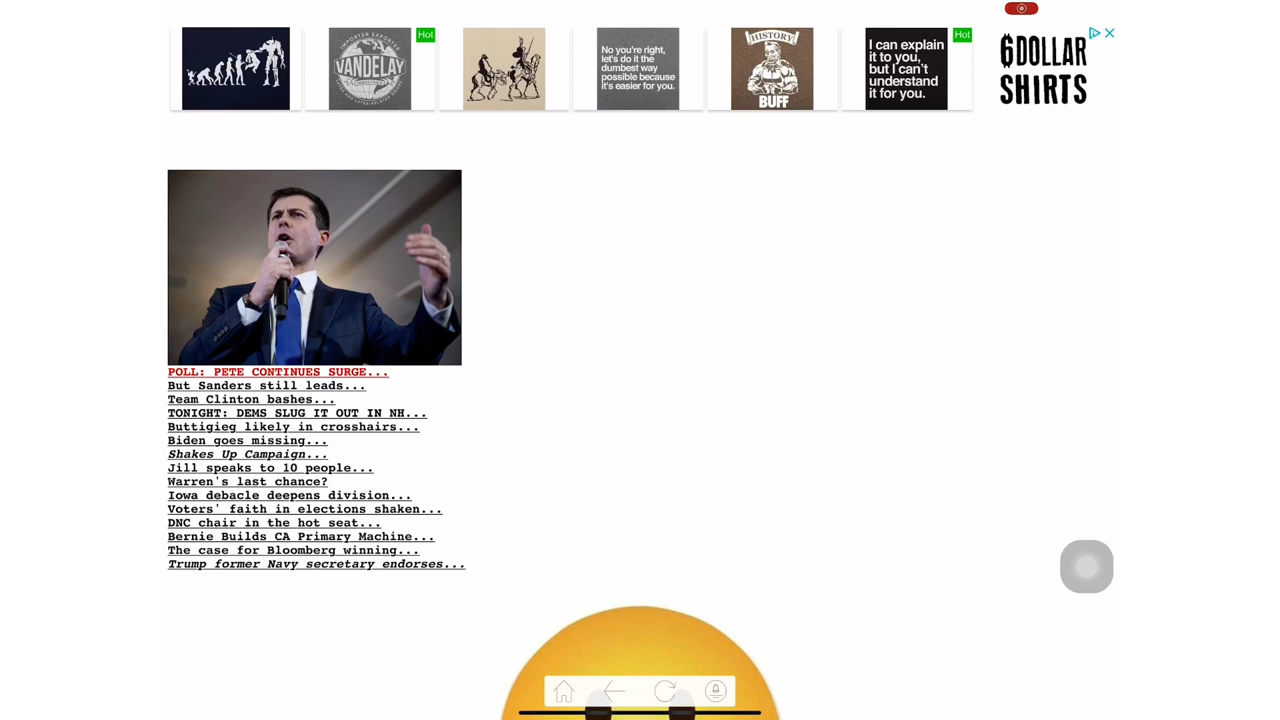 Hot
Hot
IMPORTER EXPORTER
VANDELAY
No you're right,
let's do it the
dumbest way
possible because
it's easier for you.
HISTORY
BUFF
I can explain
it to you,
but I can't
understand
it for you.
6DOLLAR
SHIRTS
POLL: PETE CONTINUES SURGE...
But Sanders still leads...
Team Clinton bashes...
TONIGHT: DEMS SLUG IT OUT IN NH...
Buttigieg likely in crosshairs...
Biden goes missing...
Shakes Up Campaign...
Jill speaks to 10 people...
Warren's last chance?
Iowa debacle deepens division...
Voters' faith in elections shaken...
DNC chair in the hot seat...
Bernie Builds CA Primary Machine...
The case for Bloomberg winning...
Trump former Navy secretary endorses...